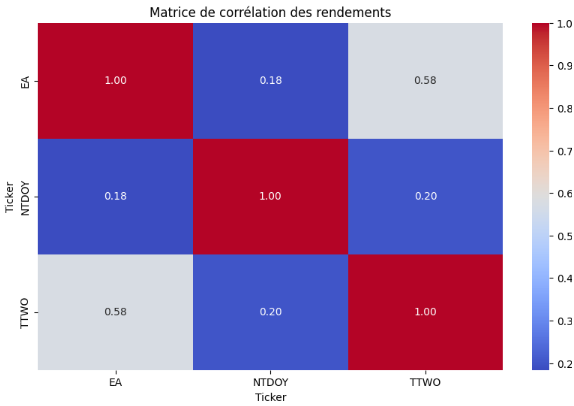 Matrice de corrélation des rendements
EA
NTDOY
TTWO
Ticker
1.00 0.18 0.58
0.18 1.00 0.20
0.58 0.20 1.00
EA NTDOY TTWO
Ticker
1.0
0.9
0.8
0.7
0.6
0.5
0.4
0.3
0.2